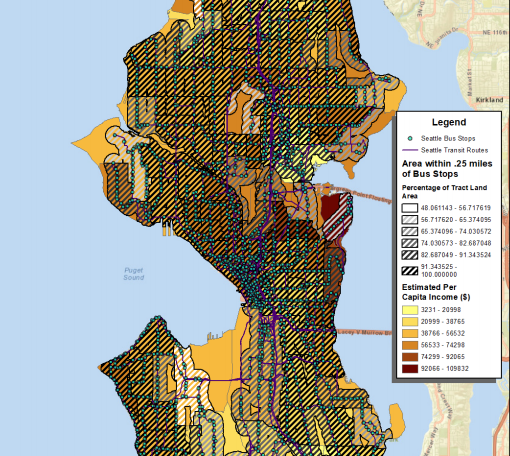 NE 116th
Market St
Kirkland
Legend
Seattle Bus Stops
Seattle Transit Routes
Area within .25 miles
of Bus Stops
Percentage of Tract Land
Area
48.061143 - 56.717619
56.717620 - 65.374095
65.374096 - 74.030572
74.030573 - 82.687048
82.687049 - 91.343524
91.343525 -
100.000000
Estimated Per
Capita Income ($)
3231 - 20998
20999 - 38765
38766 - 56532
56533 - 74298
74299 - 92065
92066 - 109832
Puget
Sound